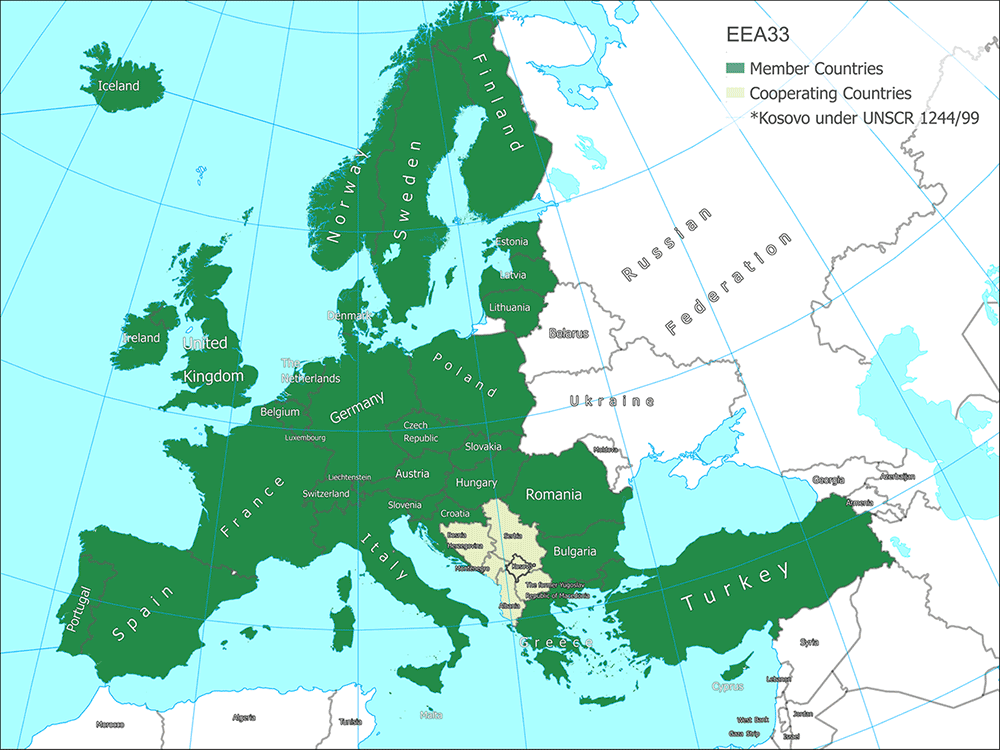 EEA33
Member Countries
Cooperating Countries
*Kosovo under UNSCR 1244/99
Iceland
Finland
Norway
Sweden
Estonia
Latvia
Lithuania
Russian
Federation
Denmark
Belarus
Ireland
United
Kingdom
The
Netherlands
Poland
Germany
Belgium
Ukraine
Luxembourg
Czech
Republic
Slovakia
Moldova
Liechtenstein
Austria
Switzerland
Hungary
Romania
France
Slovenia
Croatia
Georgia
Azerbaijan
Armenia
Italy
Bosnia
Herzegovina
Serbia
Bulgaria
Montenegro
Kosovo*
The former Yugoslav
Republic of Macedonia
Albania
Turkey
Portugal
Spain
Greece
Syria
Cyprus
Lebanon
Malta
Morocco
Algeria
Tunisia
West Bank
Gaza Strip
Jordan
Israel